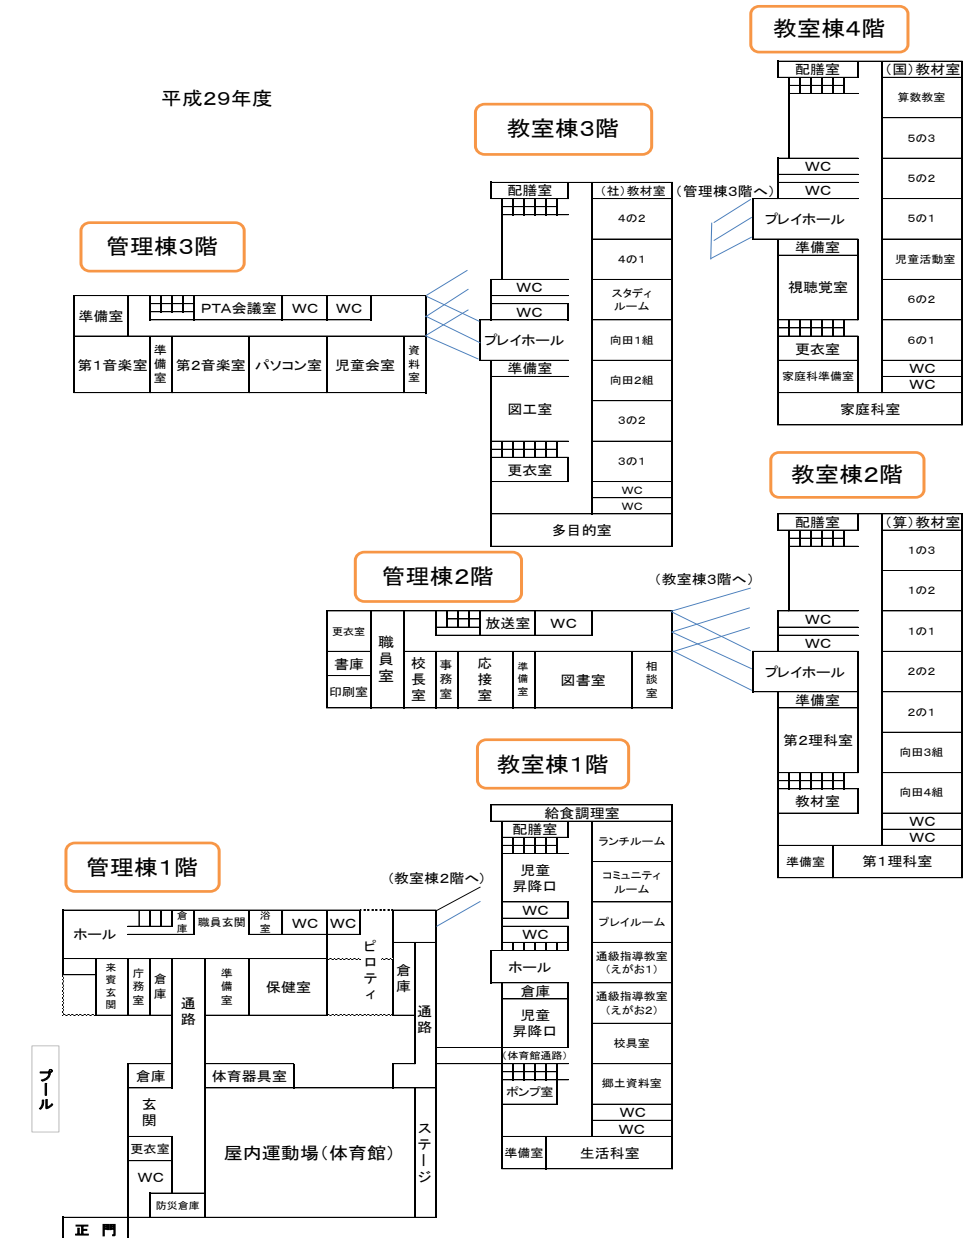 教室棟4階
配膳室
(国)教材室
算数教室
5の3
5の2
5の1
児童活動室
6の2
6の1
WC
WC
WC
WC
プレイホール
準備室
視聴覚室
更衣室
家庭科準備室
家庭科室
平成29年度
教室棟3階
配膳室
(社)教材室
(管理棟3階へ)
4の2
4の1
スタディ
ルーム
向田1組
向田2組
3の2
3の1
WC
WC
WC
WC
プレイホール
準備室
図工室
更衣室
多目的室
管理棟3階
準備室
PTA会議室
WC
WC
第1音楽室
準備室
第2音楽室
パソコン室
児童会室
資料室
教室棟2階
配膳室
(算)教材室
1の3
1の2
1の1
2の2
2の1
向田3組
向田4組
WC
WC
WC
WC
プレイホール
準備室
第2理科室
教材室
準備室
第1理科室
管理棟2階
(教室棟3階へ)
更衣室
書庫
印刷室
職員室
放送室
WC
校長室
事務室
応接室
準備室
図書室
相談室
教室棟1階
給食調理室
配膳室
ランチルーム
児童
昇降口
コミュニティ
ルーム
WC
WC
プレイルーム
ホール
通級指導教室
(えがお1)
倉庫
通級指導教室
(えがお2)
児童
昇降口
校具室
(体育館通路)
郷土資料室
ポンプ室
WC
WC
準備室
生活科室
管理棟1階
(教室棟2階へ)
ホール
倉庫
職員玄関
浴室
WC
WC
ピロティ
倉庫
来賓玄関
庁務室
倉庫
通路
準備室
保健室
通路
プール
倉庫
体育器具室
玄関
更衣室
WC
防災倉庫
屋内運動場(体育館)
ステージ
正 門